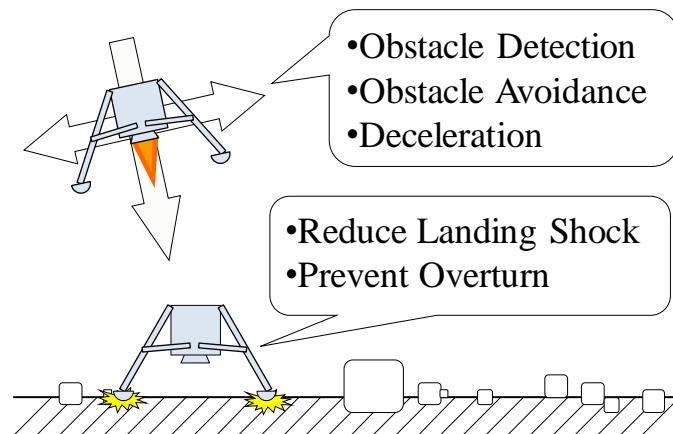 •Obstacle Detection
•Obstacle Avoidance
•Deceleration
•Reduce Landing Shock
•Prevent Overturn